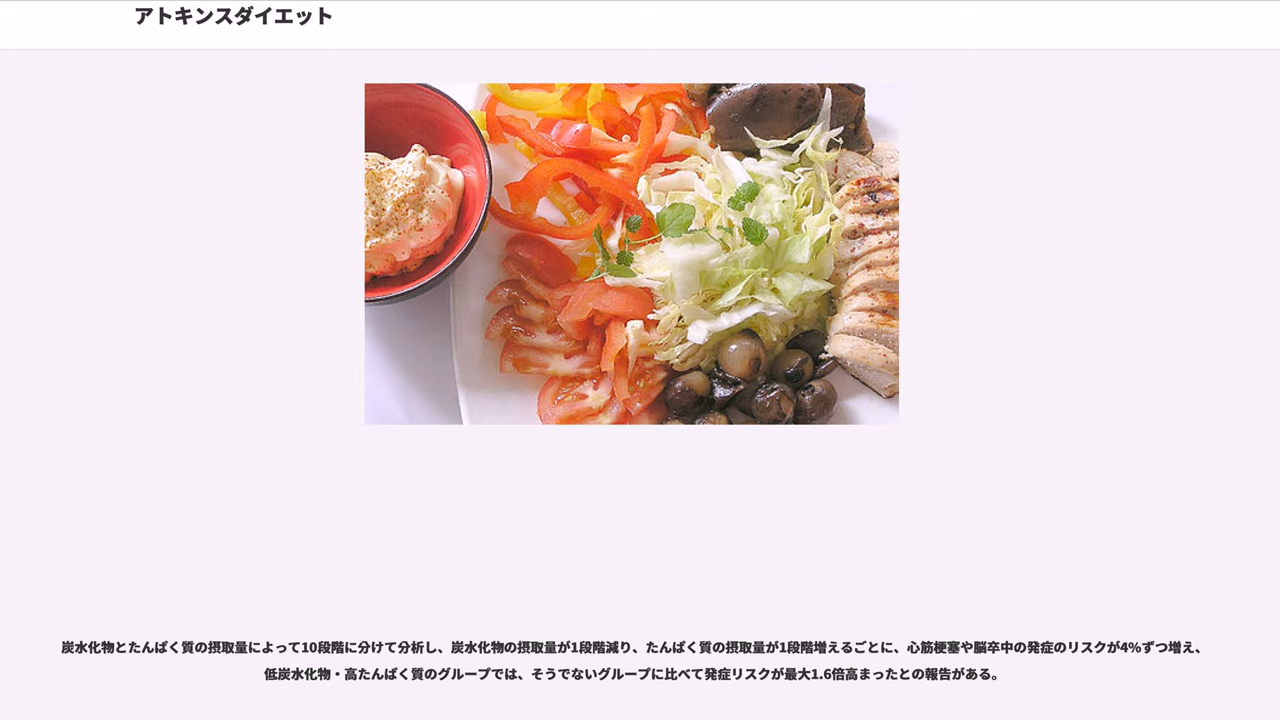 アトキンスダイエット
炭水化物とたんぱく質の摂取量によって10段階に分けて分析し、炭水化物の摂取量が1段階減り、たんぱく質の摂取量が1段階増えるごとに、心筋梗塞や脳卒中の発症のリスクが4%ずつ増え、
低炭水化物・高たんぱく質のグループでは、そうでないグループに比べて発症リスクが最大1.6倍高まったとの報告がある。